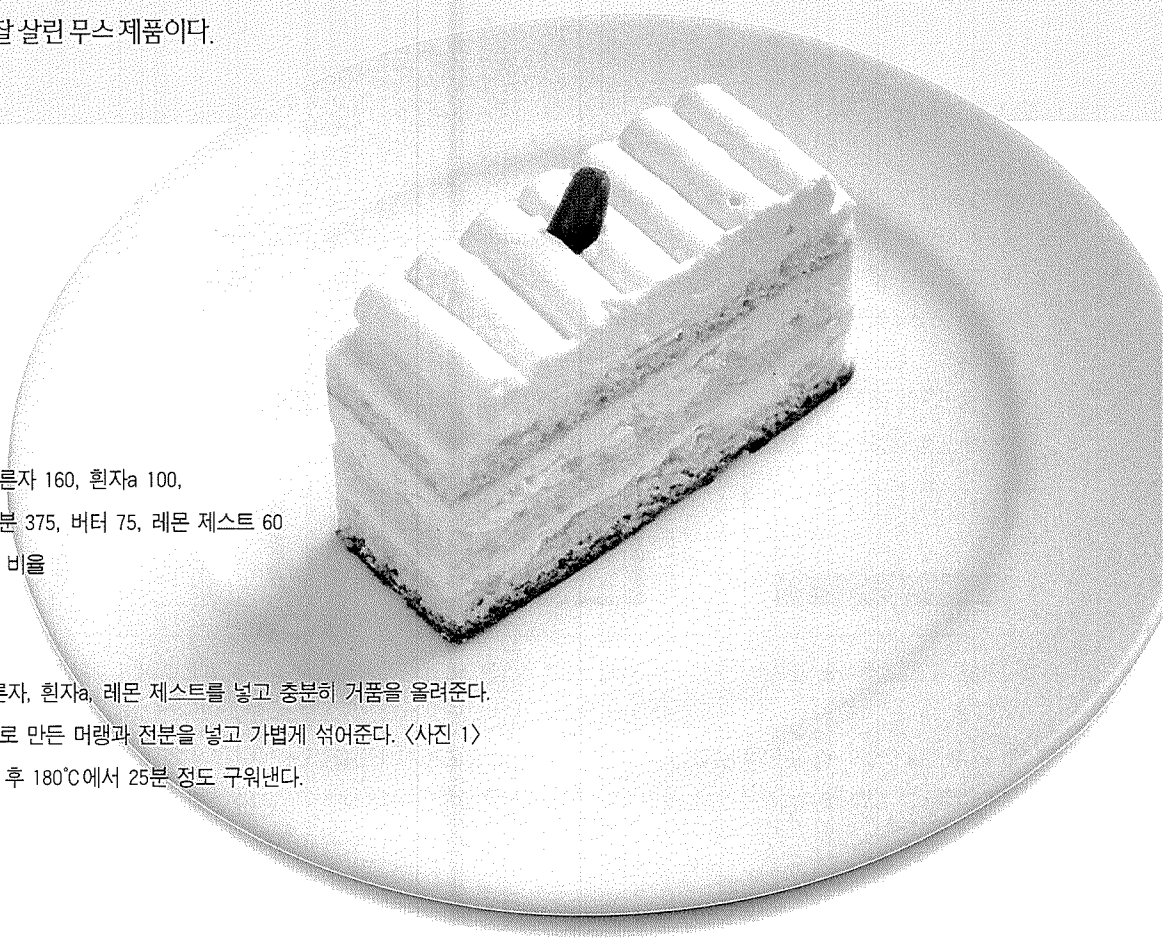 잘 살린 무스 제품이다.
른자 160, 흰자a 100,
분 375, 버터 75, 레몬 제스트 60
비율
른자, 흰자a, 레몬 제스트를 넣고 충분히 거품을 올려준다.
로 만든 머랭과 전분을 넣고 가볍게 섞어준다. 〈사진 1〉
후 180℃에서 25분 정도 구워낸다.